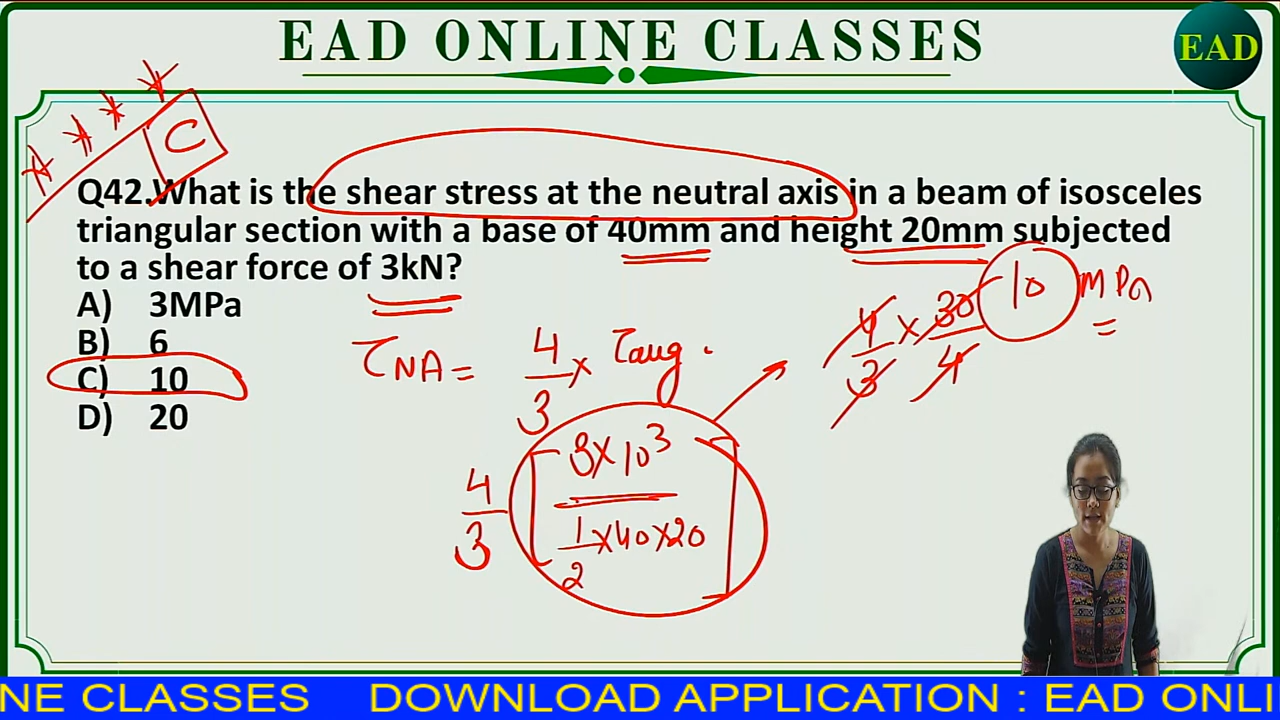 EAD ONLINE CLASSES
EAD
C
Q42.What is the shear stress at the neutral axis in a beam of isosceles
triangular section with a base of 40mm and height 20mm subjected
to a shear force of 3kN?
A) 3MPa
B) 6
C) 10
D) 20
τNA = 4/3 × τavg.
4/3 [3×10³ / 1/2×40×20]
4/3 × 30/4 10 MPa
=
NE CLASSES DOWNLOAD APPLICATION : EAD ONLI